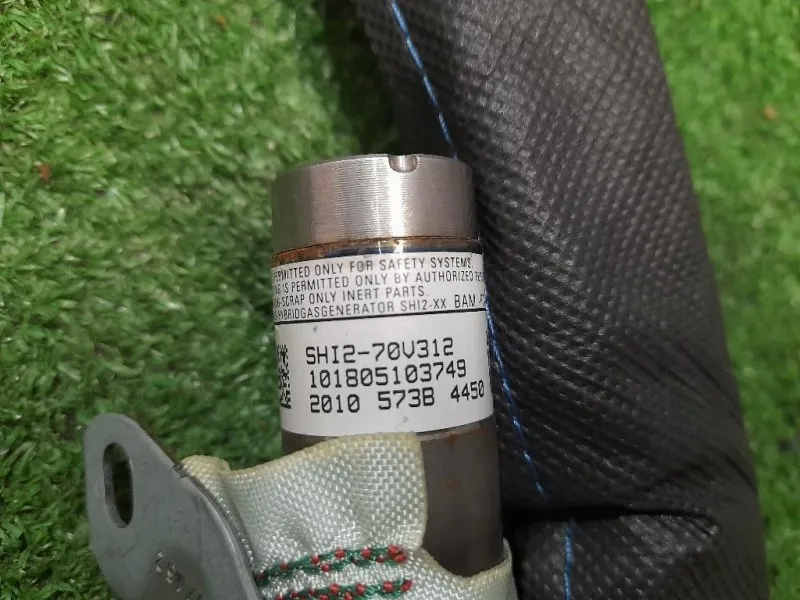 PERMITTED ONLY FOR SAFETY SYSTEMS.
IS PERMITTED ONLY BY AUTHORIZED
SCRAP ONLY INERT PARTS.
HYBRIDGASGENERATOR SHI2-XX BAM
SHI2-70V312
101805103749
2010 573B 4450